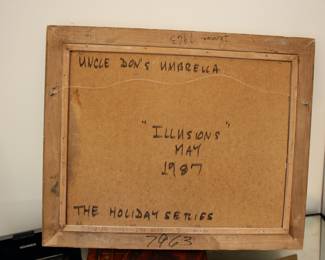 UNCLE DON'S UMBRELLA
"ILLUSIONS"
MAY
1987
THE HOLIDAY SERIES
7963